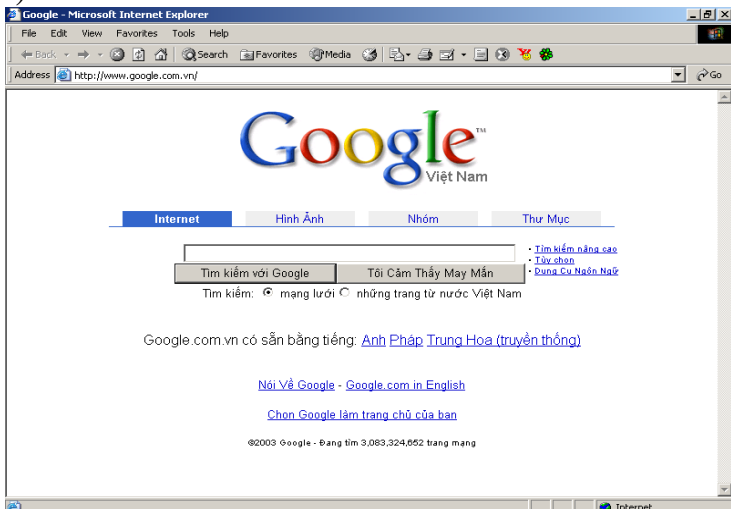 Google - Microsoft Internet Explorer
File Edit View Favorites Tools Help
Back Search Favorites Media
Address http://www.google.com.vn/ Go
Google™
Việt Nam
Internet Hình Ảnh Nhóm Thư Mục
· Tìm kiếm nâng cao
· Tùy chọn
Tìm kiếm với Google Tôi Cảm Thấy May Mắn · Dụng Cụ Ngôn Ngữ
Tìm kiếm: mạng lưới những trang từ nước Việt Nam
Google.com.vn có sẵn bằng tiếng: Anh Pháp Trung Hoa (truyền thống)
Nói Về Google - Google.com in English
Chọn Google làm trang chủ của bạn
©2003 Google - Đang tìm 3,083,324,652 trang mạng
Internet